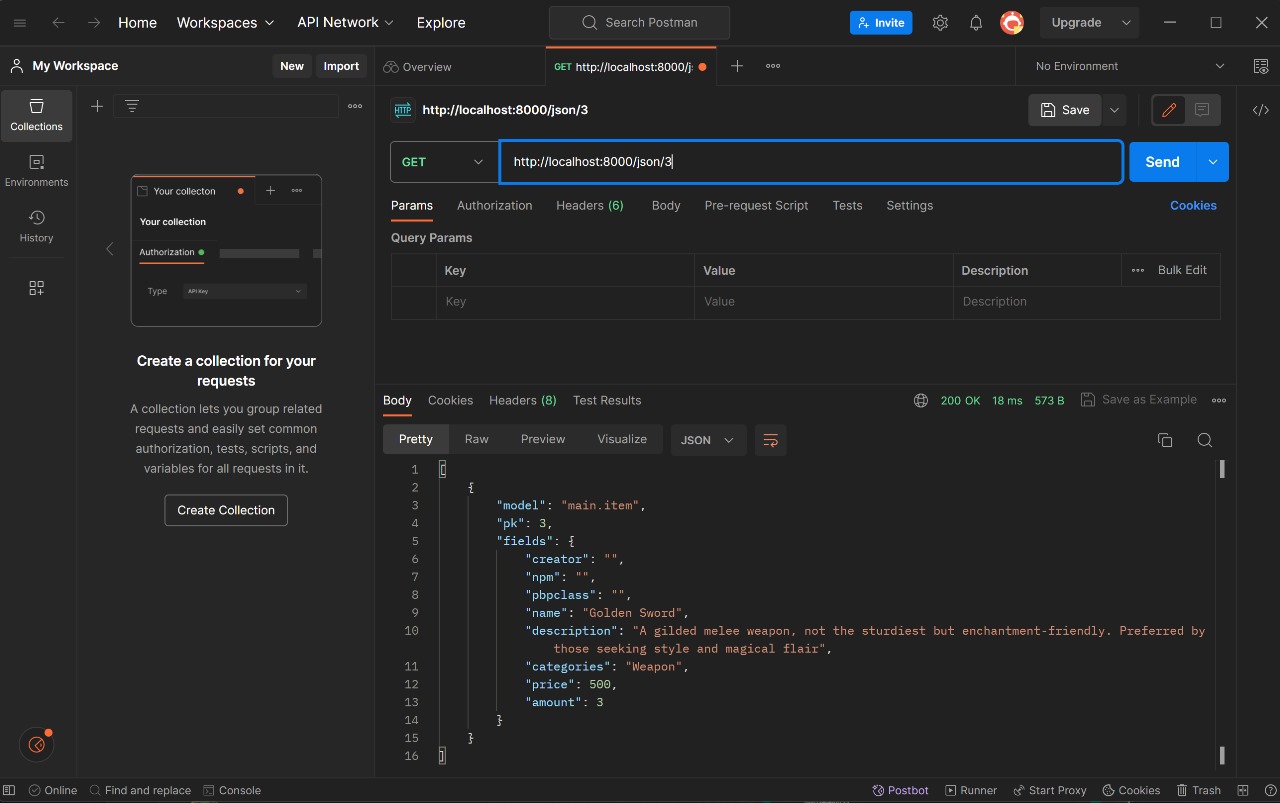 Home Workspaces API Network Explore Search Postman Invite Upgrade
My Workspace New Import Overview GET http://localhost:8000/j No Environment
Collections
Environments
History
Your collecton
Your collection
Authorization
Type API Key
Create a collection for your
requests
A collection lets you group related
requests and easily set common
authorization, tests, scripts, and
variables for all requests in it.
Create Collection
HTTP http://localhost:8000/json/3 Save
GET http://localhost:8000/json/3 Send
Params Authorization Headers (6) Body Pre-request Script Tests Settings Cookies
Query Params
Key Value Description Bulk Edit
Key Value Description
Body Cookies Headers (8) Test Results 200 OK 18 ms 573 B Save as Example
Pretty Raw Preview Visualize JSON
1 [
2 {
3 "model": "main.item",
4 "pk": 3,
5 "fields": {
6 "creator": "",
7 "npm": "",
8 "pbpclass": "",
9 "name": "Golden Sword",
10 "description": "A gilded melee weapon, not the sturdiest but enchantment-friendly. Preferred by
those seeking style and magical flair",
11 "categories": "Weapon",
12 "price": 500,
13 "amount": 3
14 }
15 }
16 ]
Online Find and replace Console Postbot Runner Start Proxy Cookies Trash